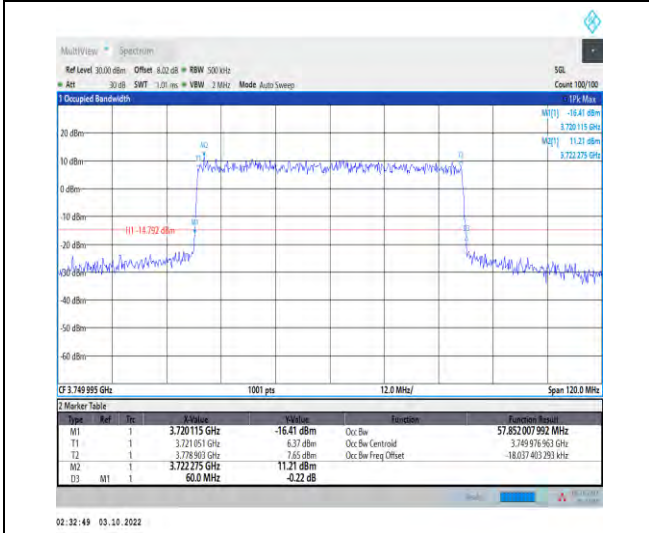 MultiView Spectrum
Ref Level 30.00 dBm Offset 8.02 dB RBW 500 kHz SGL
Att 30 dB SWT 1.01 ms VBW 2 MHz Mode Auto Sweep Count 100/100
1 Occupied Bandwidth 1Pk Max
M1[1] -16.41 dBm
3.720 115 GHz
M2[1] 11.21 dBm
3.722 275 GHz
20 dBm
M2
T1
T2
10 dBm
0 dBm
-10 dBm
M1
H1 -14.792 dBm
D3
-20 dBm
-30 dBm
-40 dBm
-50 dBm
-60 dBm
CF 3.749 995 GHz 1001 pts 12.0 MHz/ Span 120.0 MHz
2 Marker Table
Type Ref Trc X-Value Y-Value Function Function Result
M1 1 3.720115 GHz -16.41 dBm Occ Bw 57.852 007 992 MHz
T1 1 3.721 051 GHz 6.37 dBm Occ Bw Centroid 3.749 976 963 GHz
T2 1 3.778 903 GHz 7.65 dBm Occ Bw Freq Offset -18.037 403 293 kHz
M2 1 3.722 275 GHz 11.21 dBm
D3 M1 1 60.0 MHz -0.22 dB
02:32:49 03.10.2022